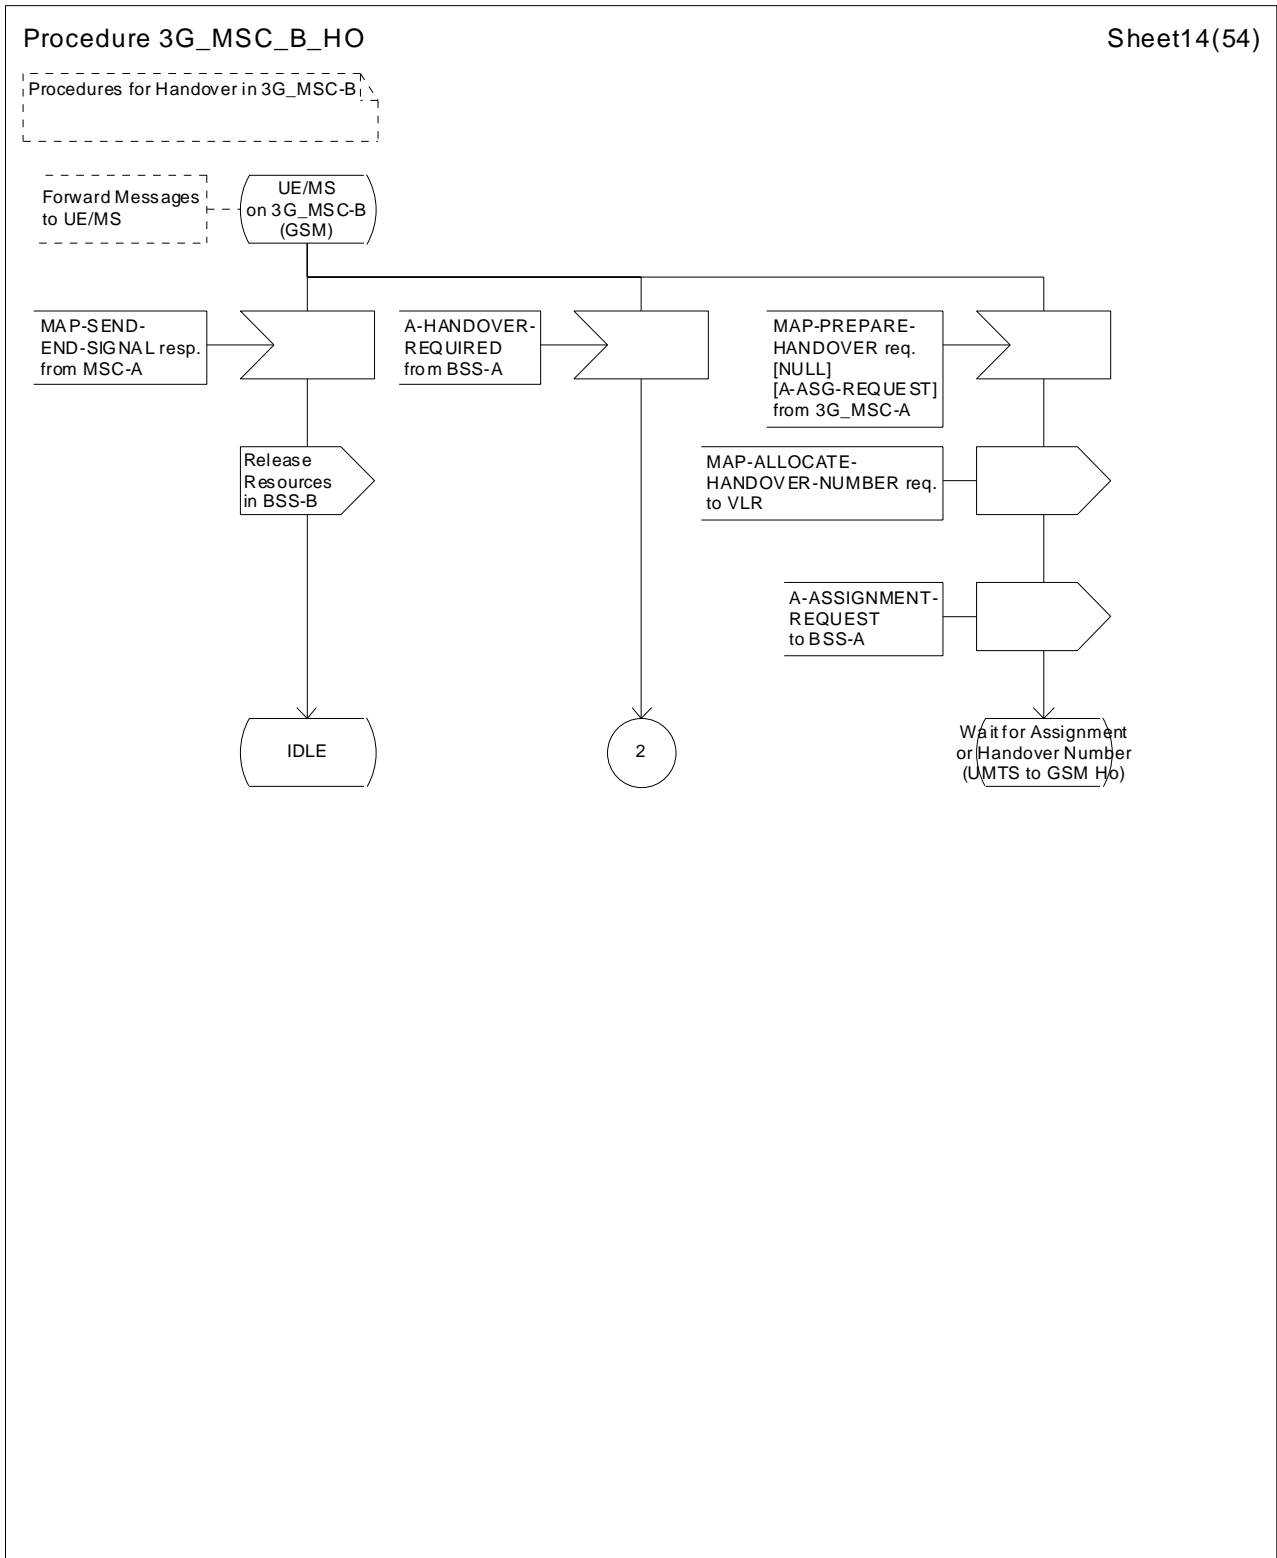 Procedure 3G_MSC_B_HO
Sheet14(54)
Procedures for Handover in 3G_MSC-B
Forward Messages
to UE/MS
UE/MS
on 3G_MSC-B
(GSM)
MAP-SEND-
END-SIGNAL resp.
from MSC-A
A-HANDOVER-
REQUIRED
from BSS-A
MAP-PREPARE-
HANDOVER req.
[NULL]
[A-ASG-REQUEST]
from 3G_MSC-A
Release
Resources
in BSS-B
MAP-ALLOCATE-
HANDOVER-NUMBER req.
to VLR
A-ASSIGNMENT-
REQUEST
to BSS-A
IDLE
2
Wait for Assignment
or Handover Number
(UMTS to GSM Ho)